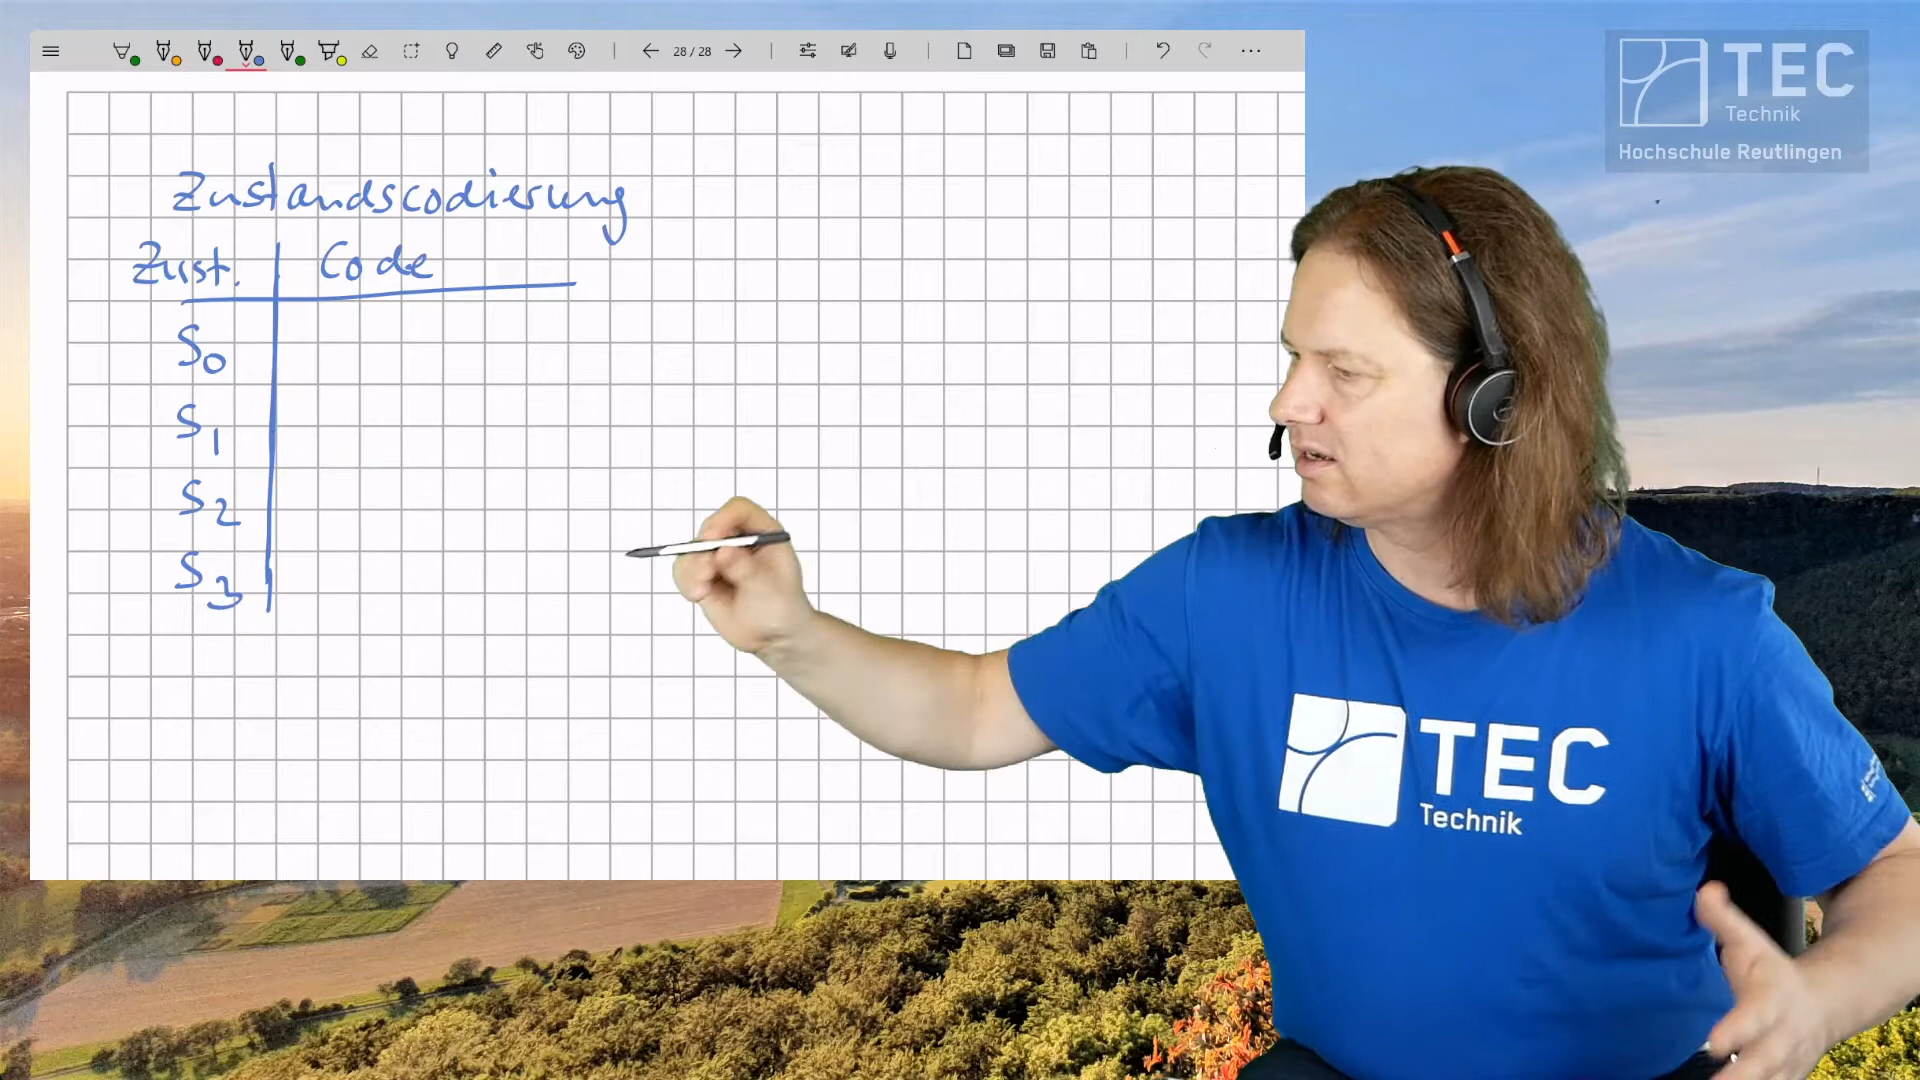 28 / 28
TEC
Technik
Hochschule Reutlingen
Zustandscodierung
Zust. Code
S0
S1
S2
S3
TEC
Technik